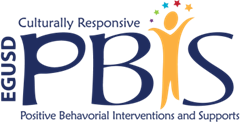 Culturally Responsive
EGUSD
PBIS
Positive Behavioral Interventions and Supports